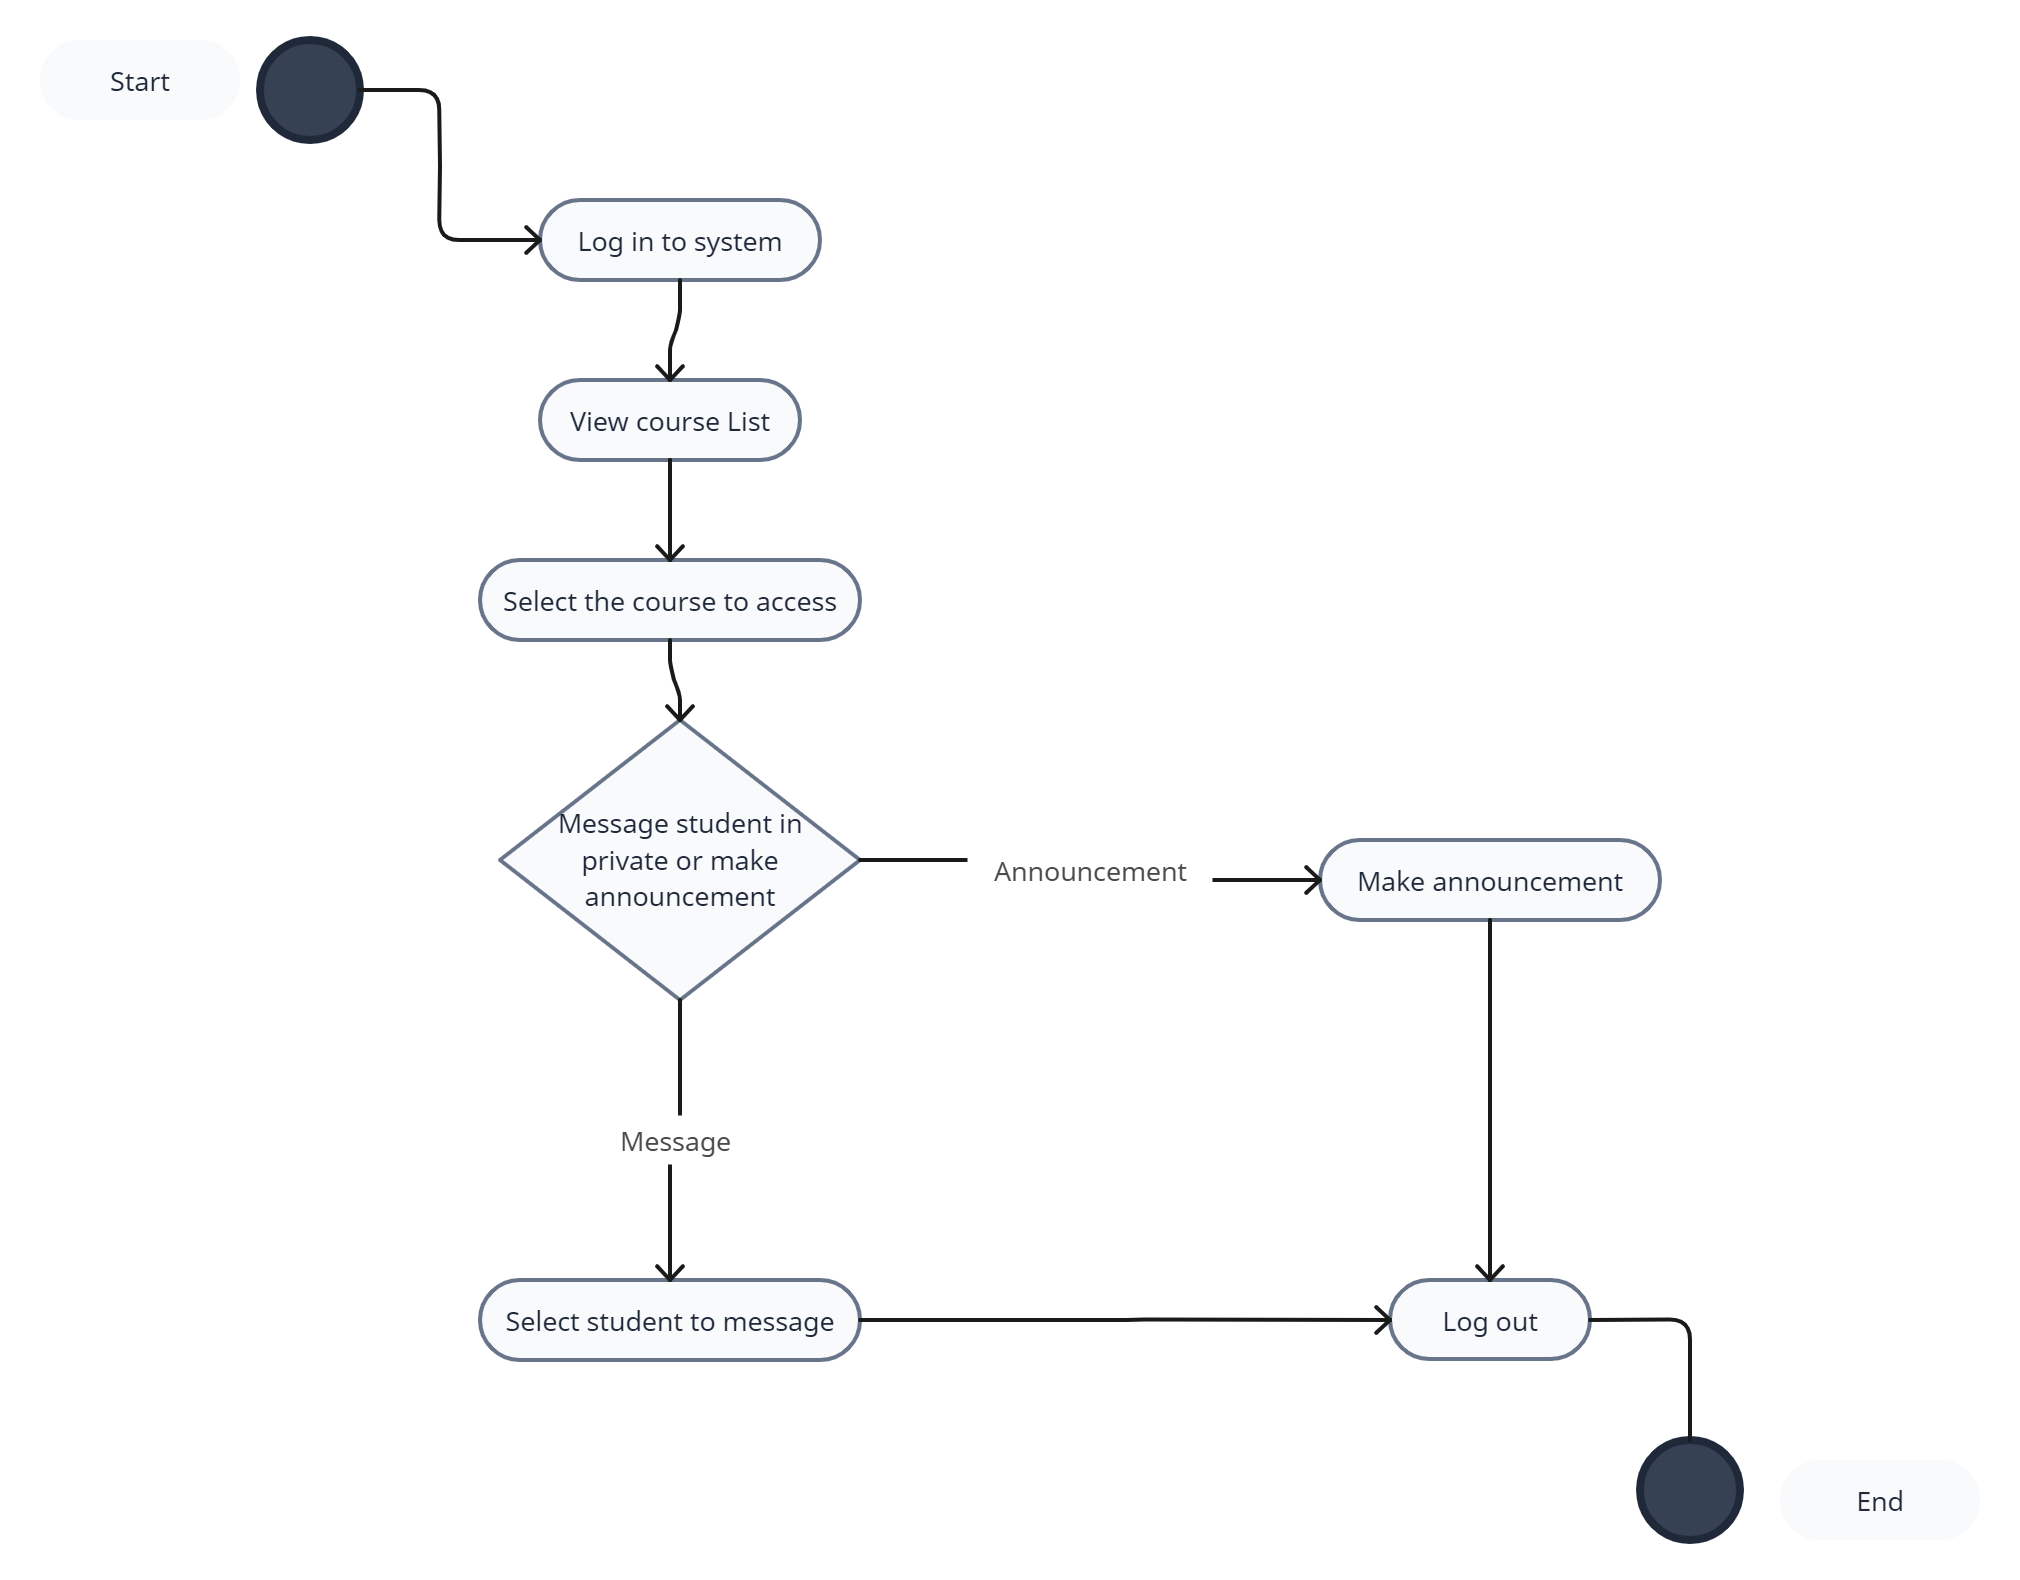 Start
Log in to system
View course List
Select the course to access
Message student in
private or make
announcement
Announcement
Make announcement
Message
Select student to message
Log out
End